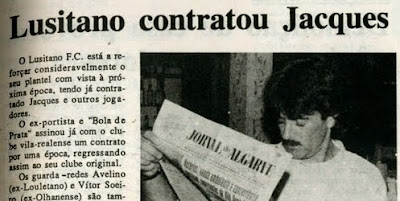 Lusitano contratou Jacques
O Lusitano F.C. está a re-
forçar consideravelmente o
seu plantel com vista à pró-
xima época, tendo já contra-
tado Jacques e outros joga-
dores.
O ex-portista e "Bola de
Prata" assinou já com o clu-
be vila-realense um contrato
por uma época, regressando
assim ao seu clube original.
Os guarda-redes Avelino
(ex-Louletano) e Vítor Soei-
ro (ex-Olhanense) são tam-
JORNAL do ALGARVE